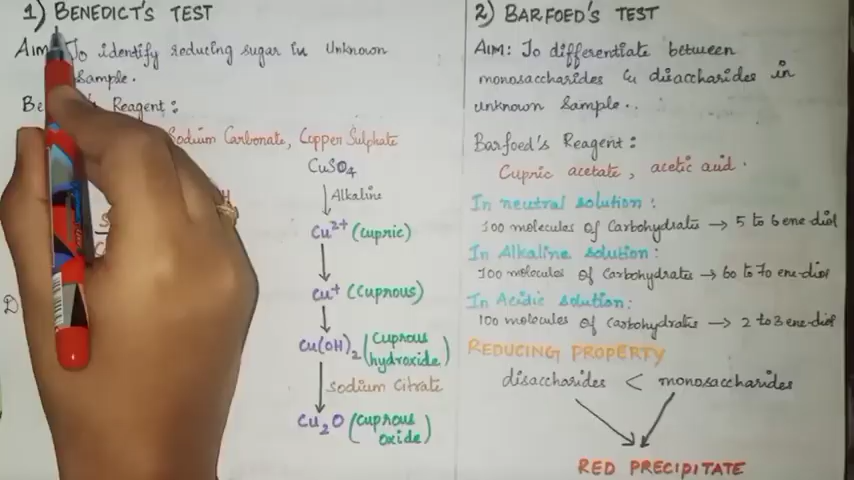 1) BENEDICT'S TEST
Aim: To identify reducing sugar in Unknown
Sample.
Reagent:
Sodium Carbonate, Copper Sulphate
CuSO4
Alkaline
Cu2+ (cupric)
Cu+ (Cuprous)
Cu(OH)2 (Cuprous
hydroxide)
Sodium Citrate
Cu2O (Cuprous
oxide)
2) BARFOED'S TEST
AIM: To differentiate between
monosaccharides & disaccharides in
unknown Sample..
Barfoed's Reagent:
Cupric acetate, acetic acid.
In neutral solution:
100 molecules of Carbohydrates → 5 to 6 ene-diol
In Alkaline solution:
100 molecules of Carbohydrates → 60 to 70 ene-diol
In Acidic solution:
100 molecules of Carbohydrates → 2 to 3 ene-diol
REDUCING PROPERTY
disaccharides < monosaccharides
RED PRECIPITATE